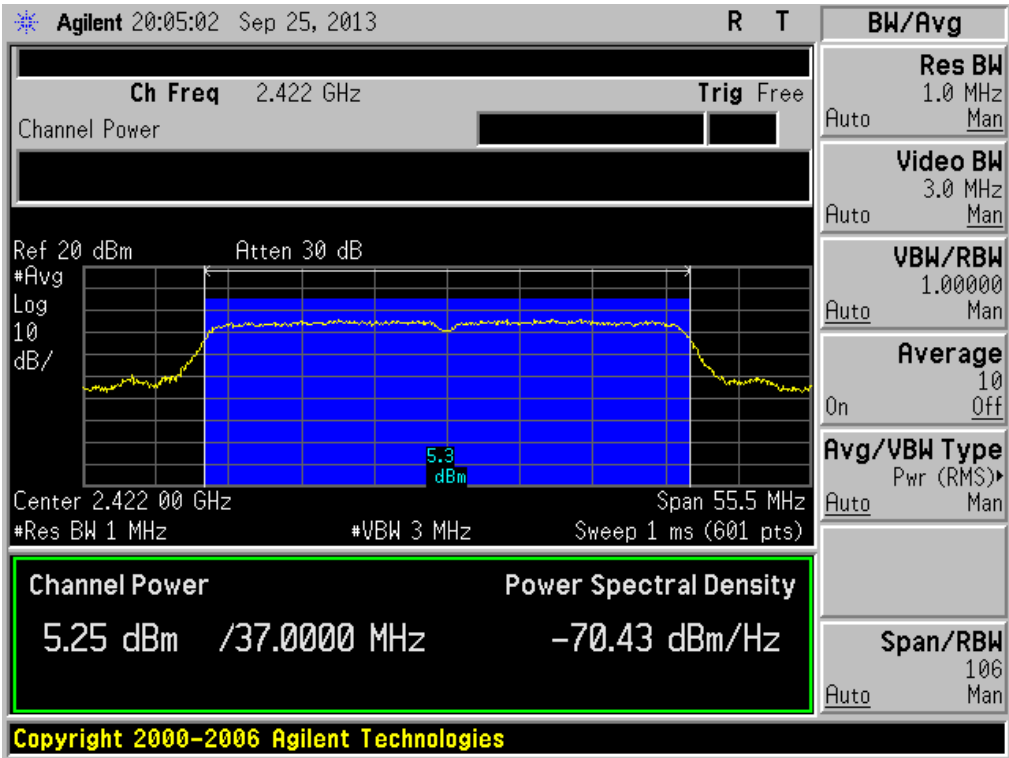 Agilent 20:05:02 Sep 25, 2013 R T
Ch Freq 2.422 GHz Trig Free
Channel Power
Ref 20 dBm Atten 30 dB
#Avg
Log
10
dB/
5.3
dBm
Center 2.422 00 GHz Span 55.5 MHz
#Res BW 1 MHz #VBW 3 MHz Sweep 1 ms (601 pts)
Channel Power Power Spectral Density
5.25 dBm /37.0000 MHz -70.43 dBm/Hz
Copyright 2000-2006 Agilent Technologies
BW/Avg
Res BW
1.0 MHz
Auto Man
Video BW
3.0 MHz
Auto Man
VBW/RBW
1.00000
Auto Man
Average
10
On Off
Avg/VBW Type
Pwr (RMS)
Auto Man
Span/RBW
106
Auto Man